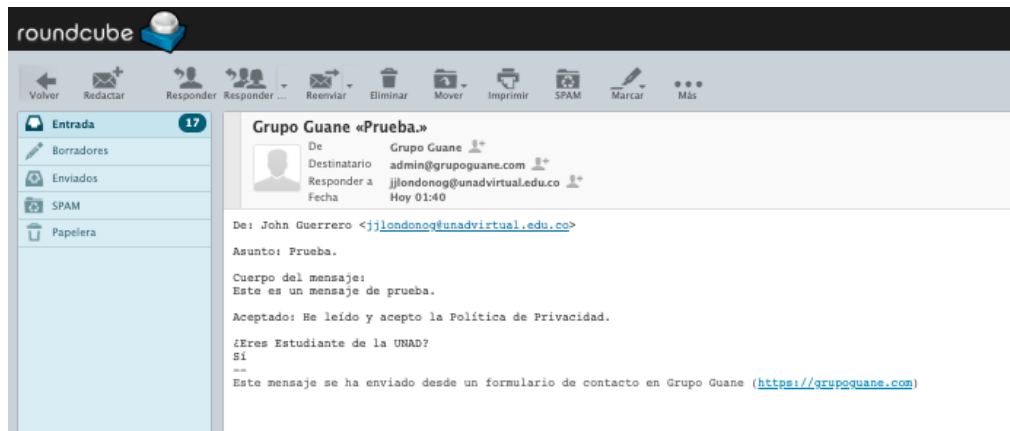 roundcube
Volver Redactar Responder Responder ... Reenviar Eliminar Mover Imprimir SPAM Marcar Más
Entrada 17
Borradores
Enviados
SPAM
Papelera
Grupo Guane «Prueba.»
De Grupo Guane
Destinatario admin@grupoguane.com
Responder a jjlondonog@unadvirtual.edu.co
Fecha Hoy 01:40
De: John Guerrero <jjlondonog@unadvirtual.edu.co>
Asunto: Prueba.
Cuerpo del mensaje:
Este es un mensaje de prueba.
Aceptado: He leído y acepto la Política de Privacidad.
¿Eres Estudiante de la UNAD?
Sí
--
Este mensaje se ha enviado desde un formulario de contacto en Grupo Guane (https://grupoguane.com)